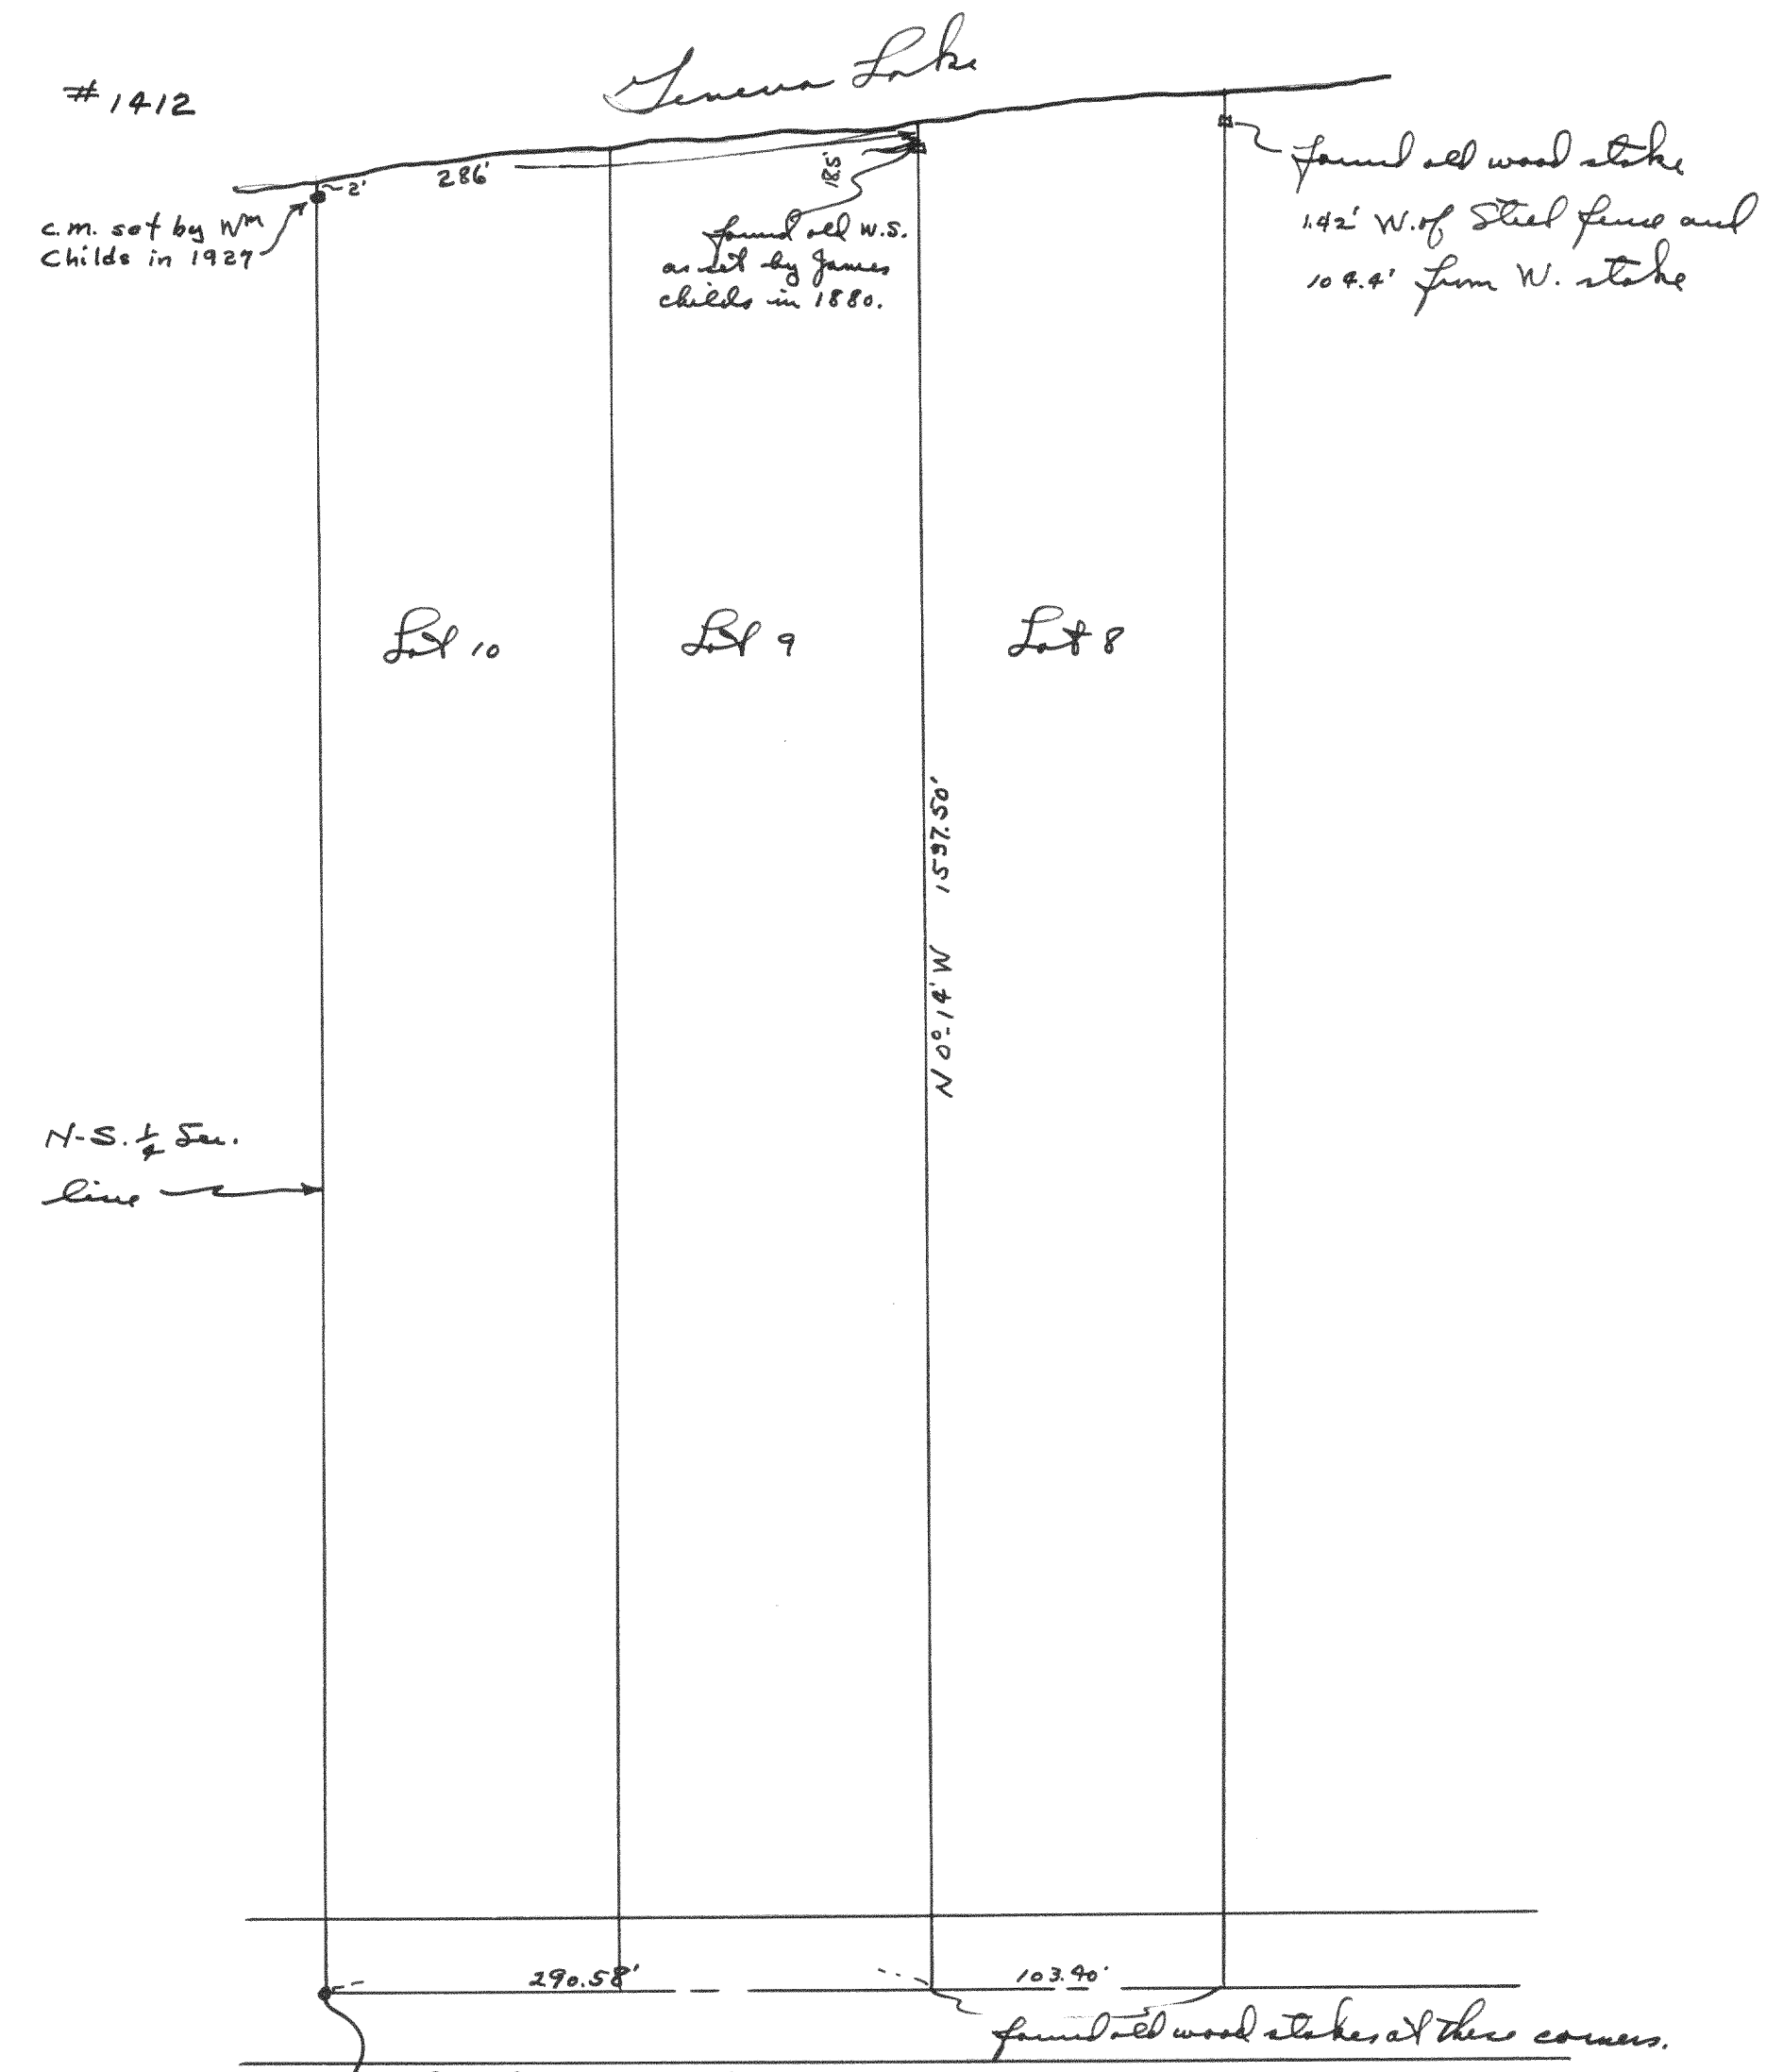 Geneva Lake
#1412
286'
2'
18.5'
c.m. set by Wm
Childs in 1927
found old w.s.
as set by James
childs in 1880.
found old wood stake
1.42' W. of Steel fence and
104.4' from W. stake
Lot 10
Lot 9
Lot 8
N 0°-14' W 1597.50'
N-S. 1/4 Sec.
line
290.58'
103.40'
found old wood stakes at these corners.